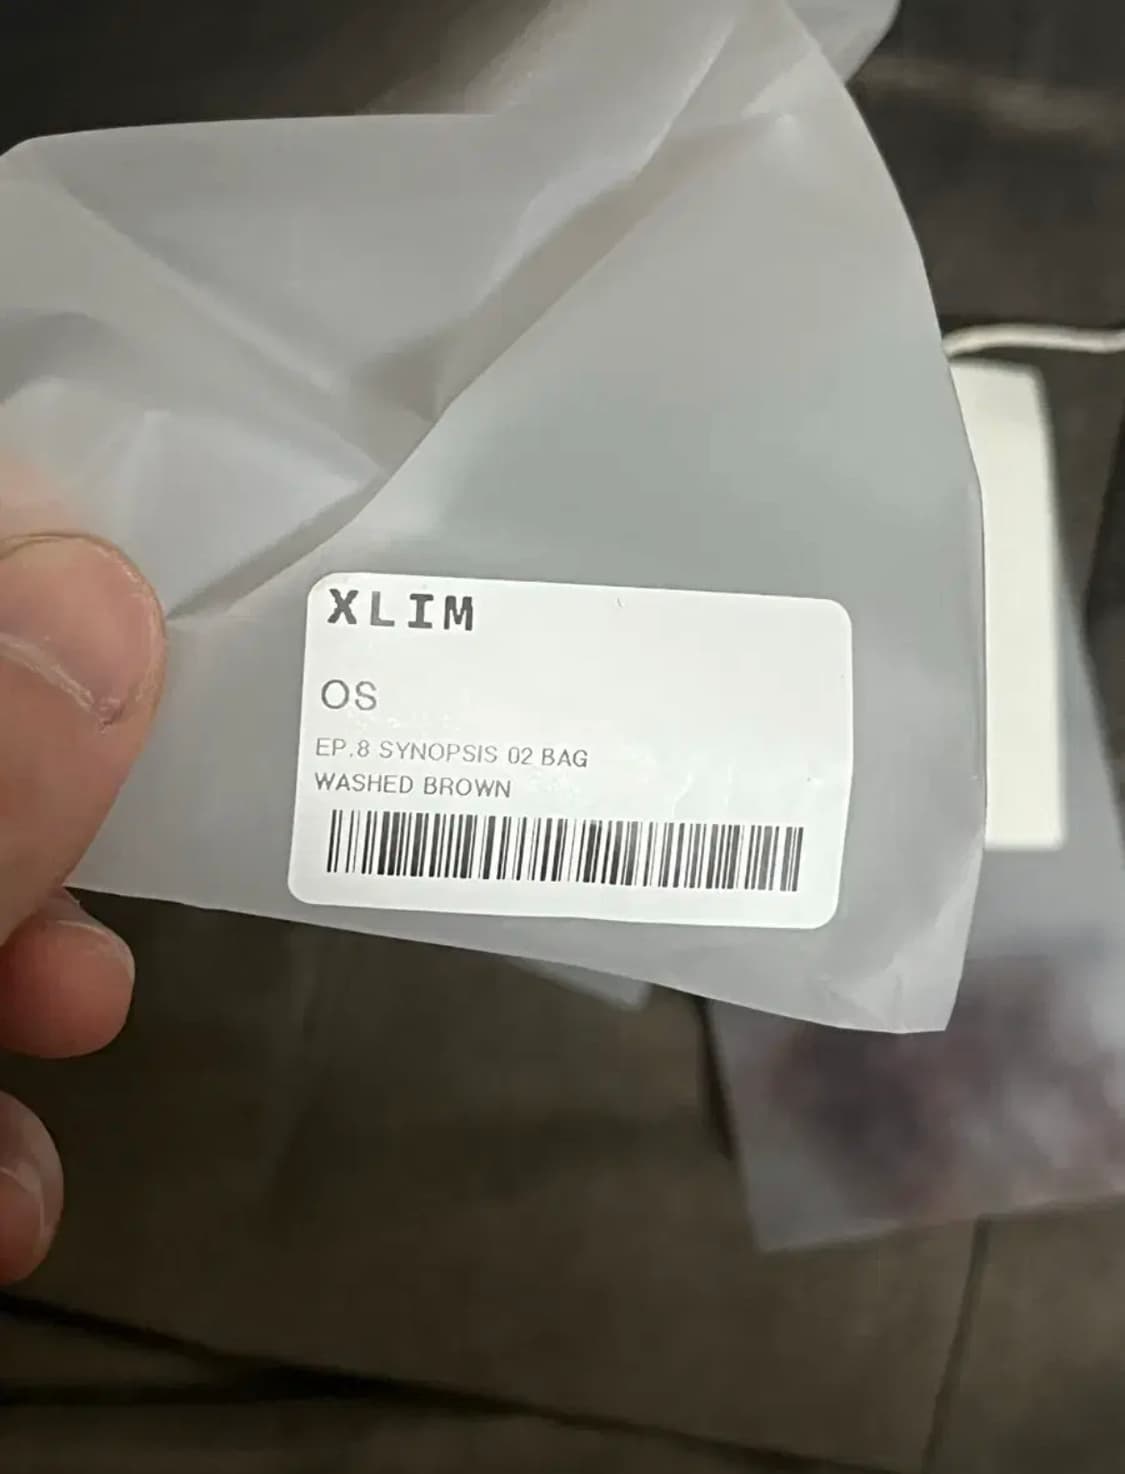 XLIM
OS
EP.8 SYNOPSIS 02 BAG
WASHED BROWN